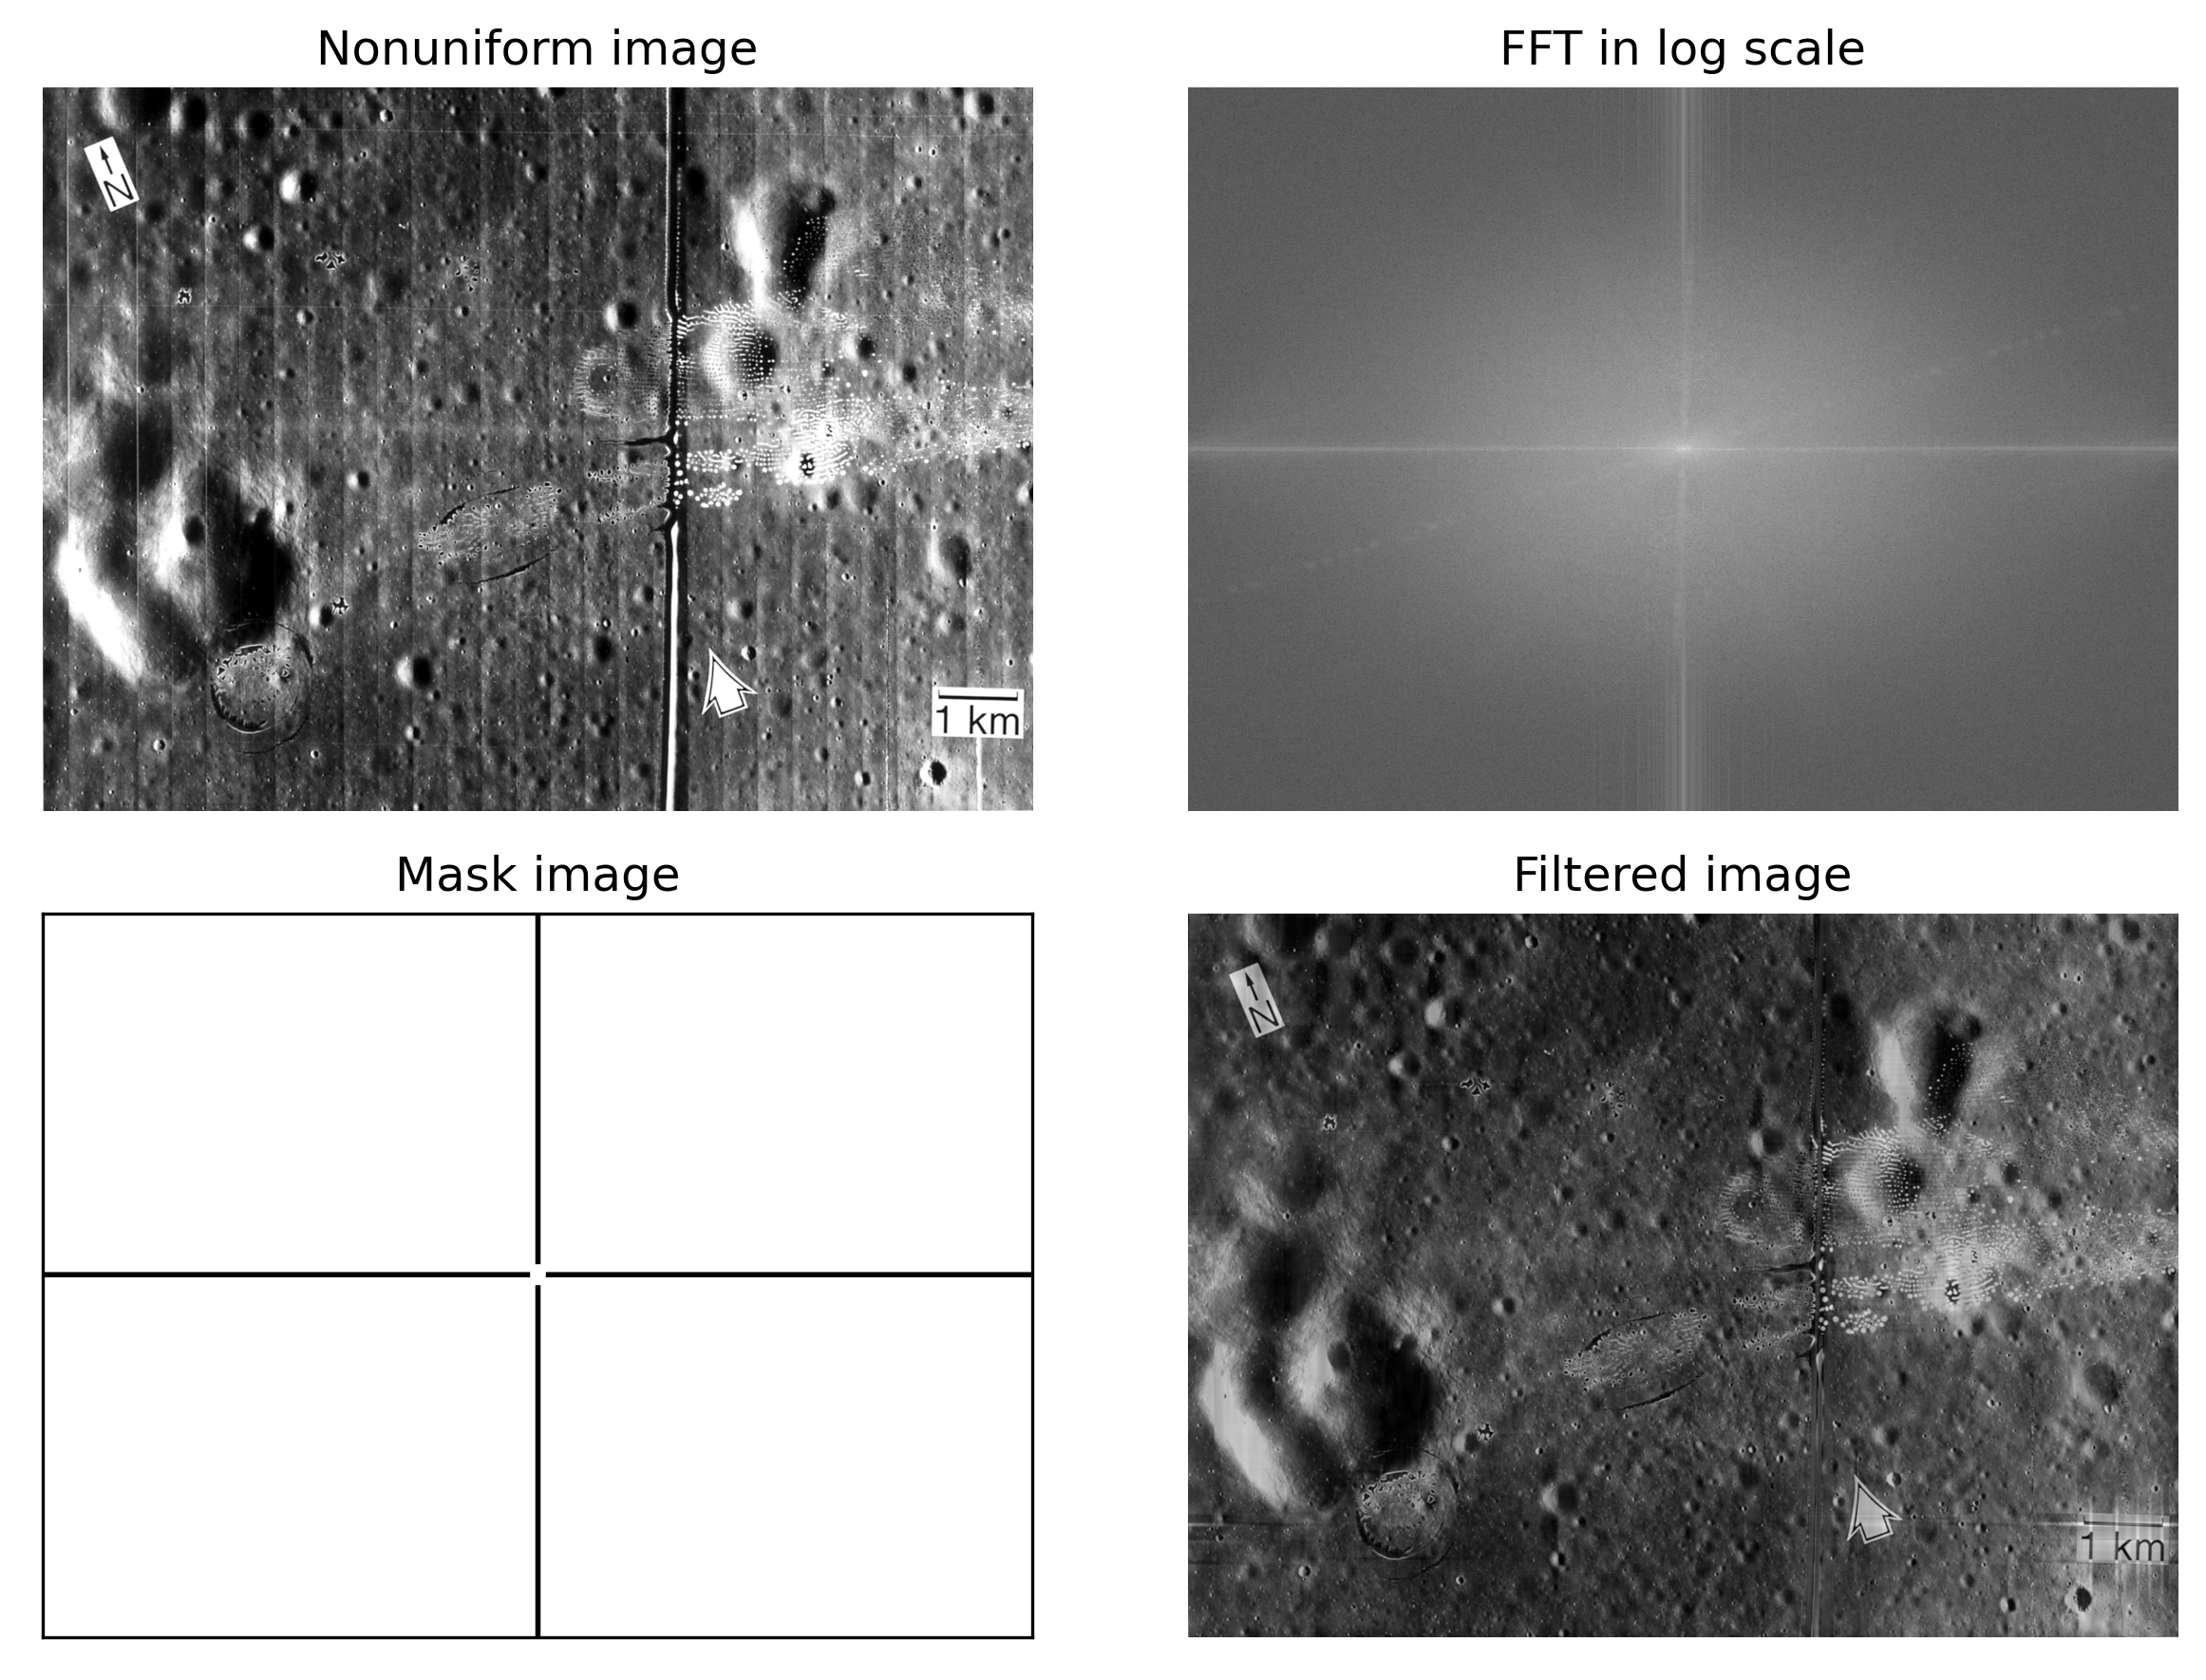 Nonuniform image
FFT in log scale
N
1 km
Mask image
Filtered image
N
1 km